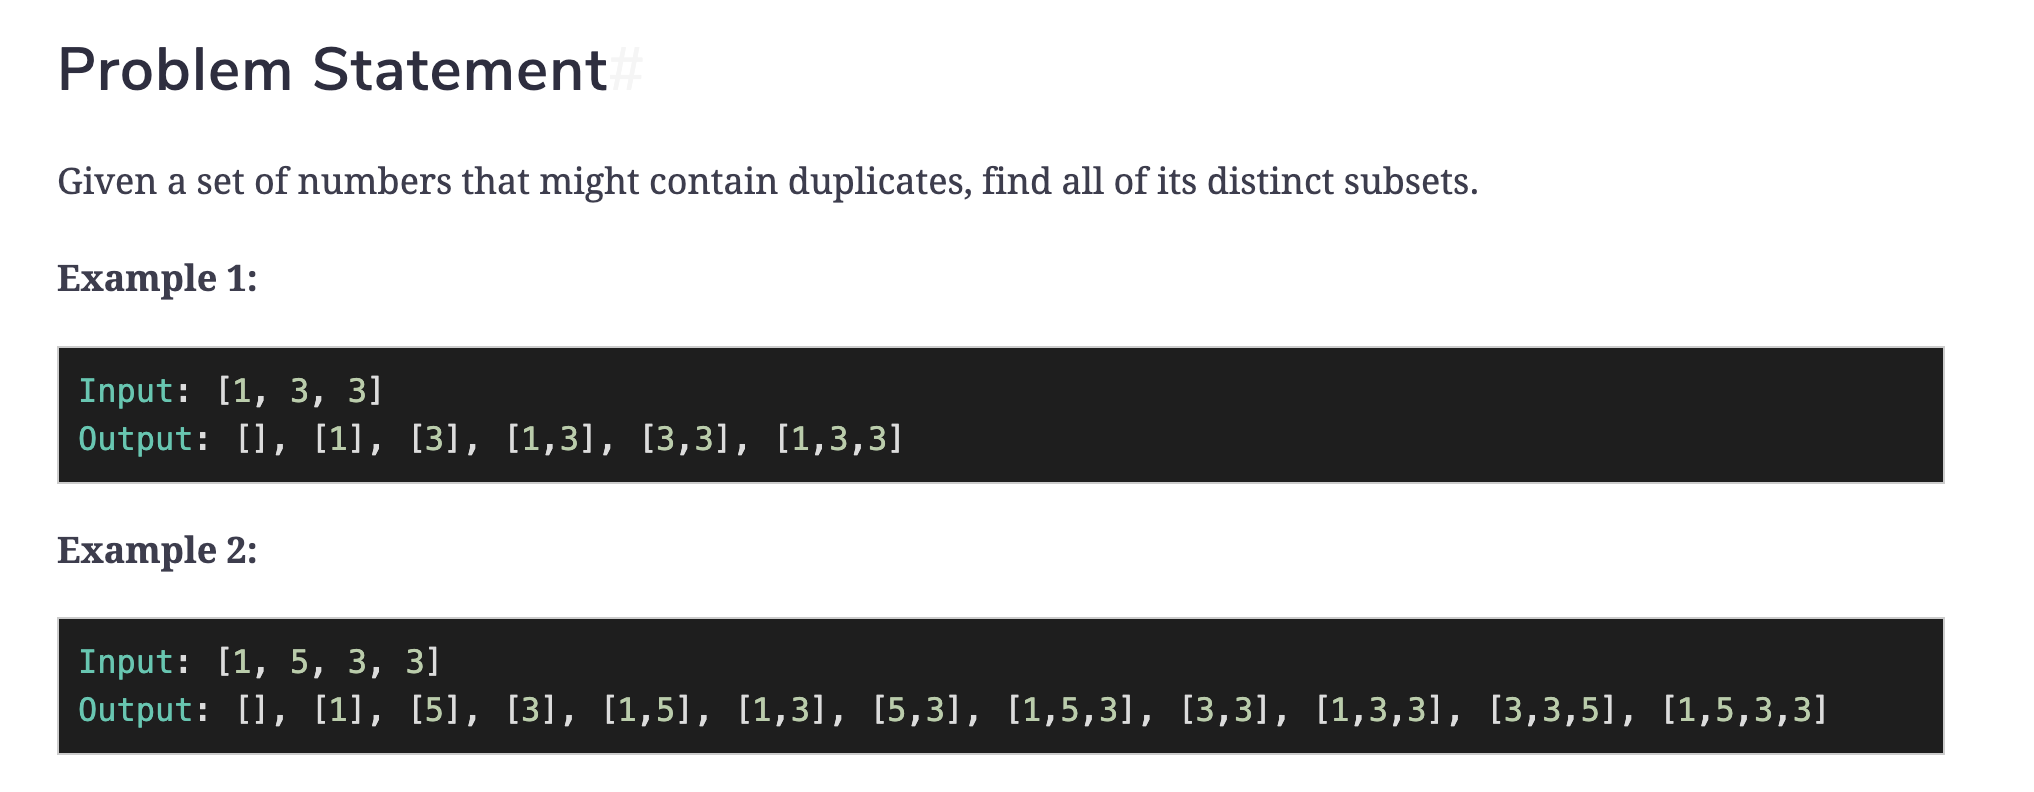 Problem Statement#
Given a set of numbers that might contain duplicates, find all of its distinct subsets.
Example 1:
Input: [1, 3, 3]
Output: [], [1], [3], [1,3], [3,3], [1,3,3]
Example 2:
Input: [1, 5, 3, 3]
Output: [], [1], [5], [3], [1,5], [1,3], [5,3], [1,5,3], [3,3], [1,3,3], [3,3,5], [1,5,3,3]